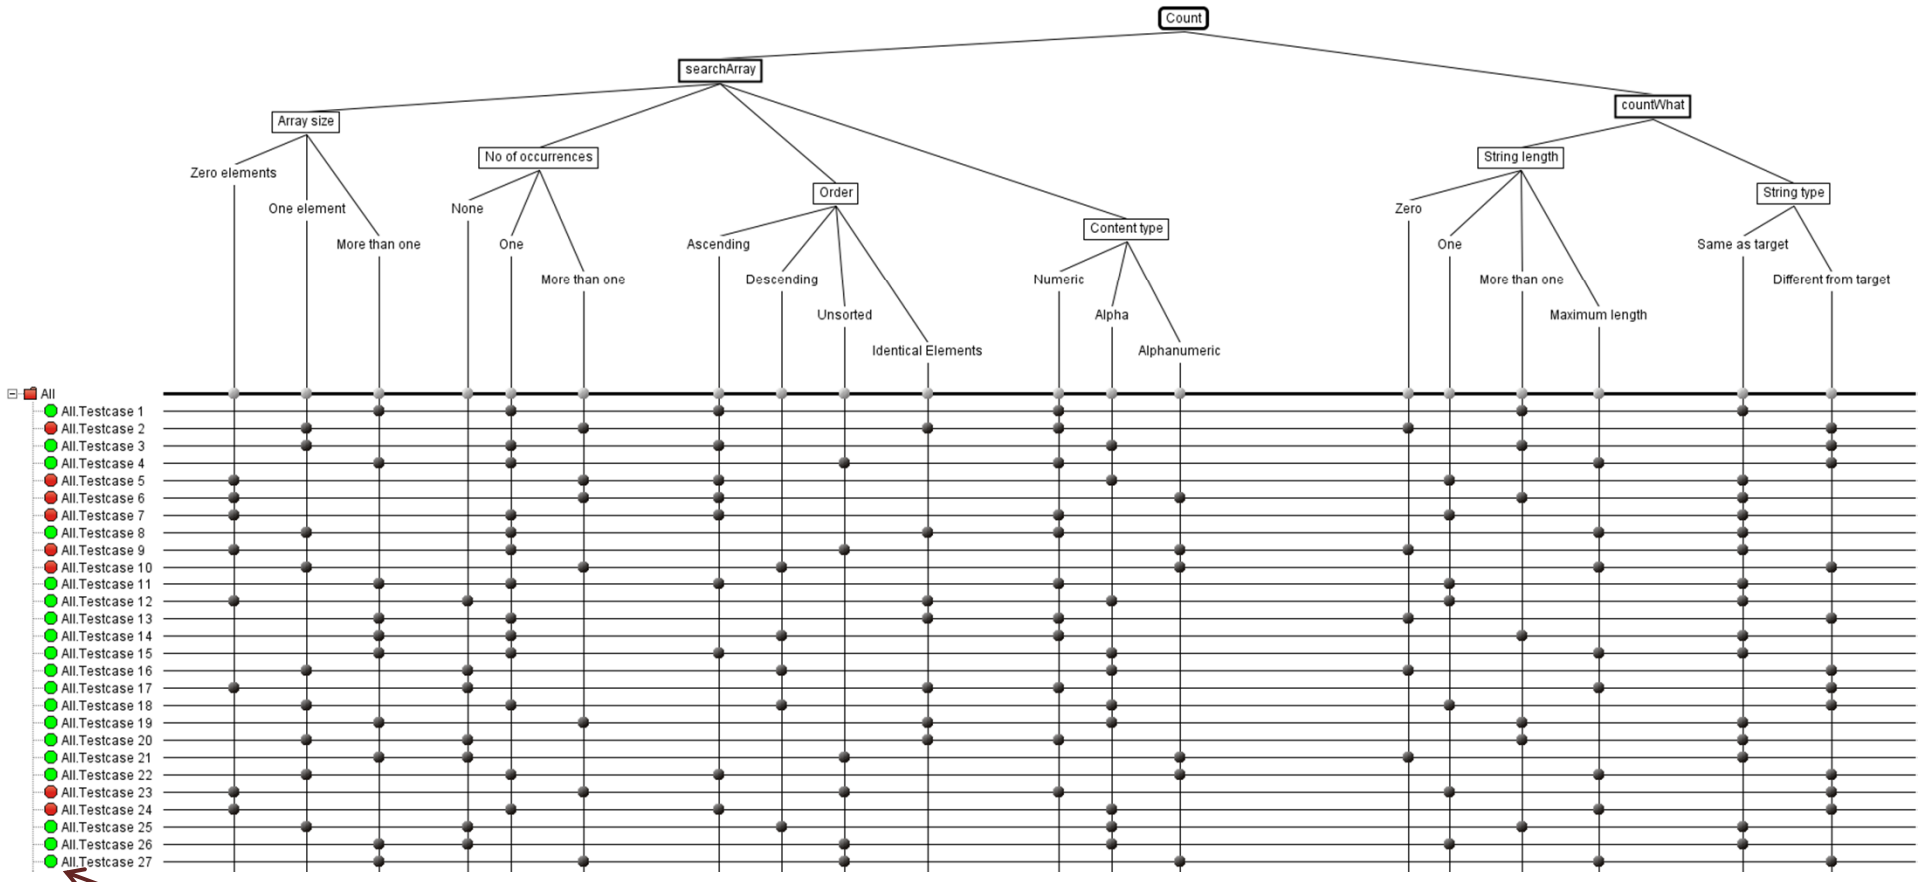 Count
searchArray
countWhat
Array size
No of occurrences
String length
Zero elements
Order
String type
One element
None
Zero
Content type
More than one
One
Ascending
One
Same as target
More than one
Descending
Numeric
More than one
Different from target
Unsorted
Alpha
Maximum length
Identical Elements
Alphanumeric
All
All.Testcase 1
All.Testcase 2
All.Testcase 3
All.Testcase 4
All.Testcase 5
All.Testcase 6
All.Testcase 7
All.Testcase 8
All.Testcase 9
All.Testcase 10
All.Testcase 11
All.Testcase 12
All.Testcase 13
All.Testcase 14
All.Testcase 15
All.Testcase 16
All.Testcase 17
All.Testcase 18
All.Testcase 19
All.Testcase 20
All.Testcase 21
All.Testcase 22
All.Testcase 23
All.Testcase 24
All.Testcase 25
All.Testcase 26
All.Testcase 27